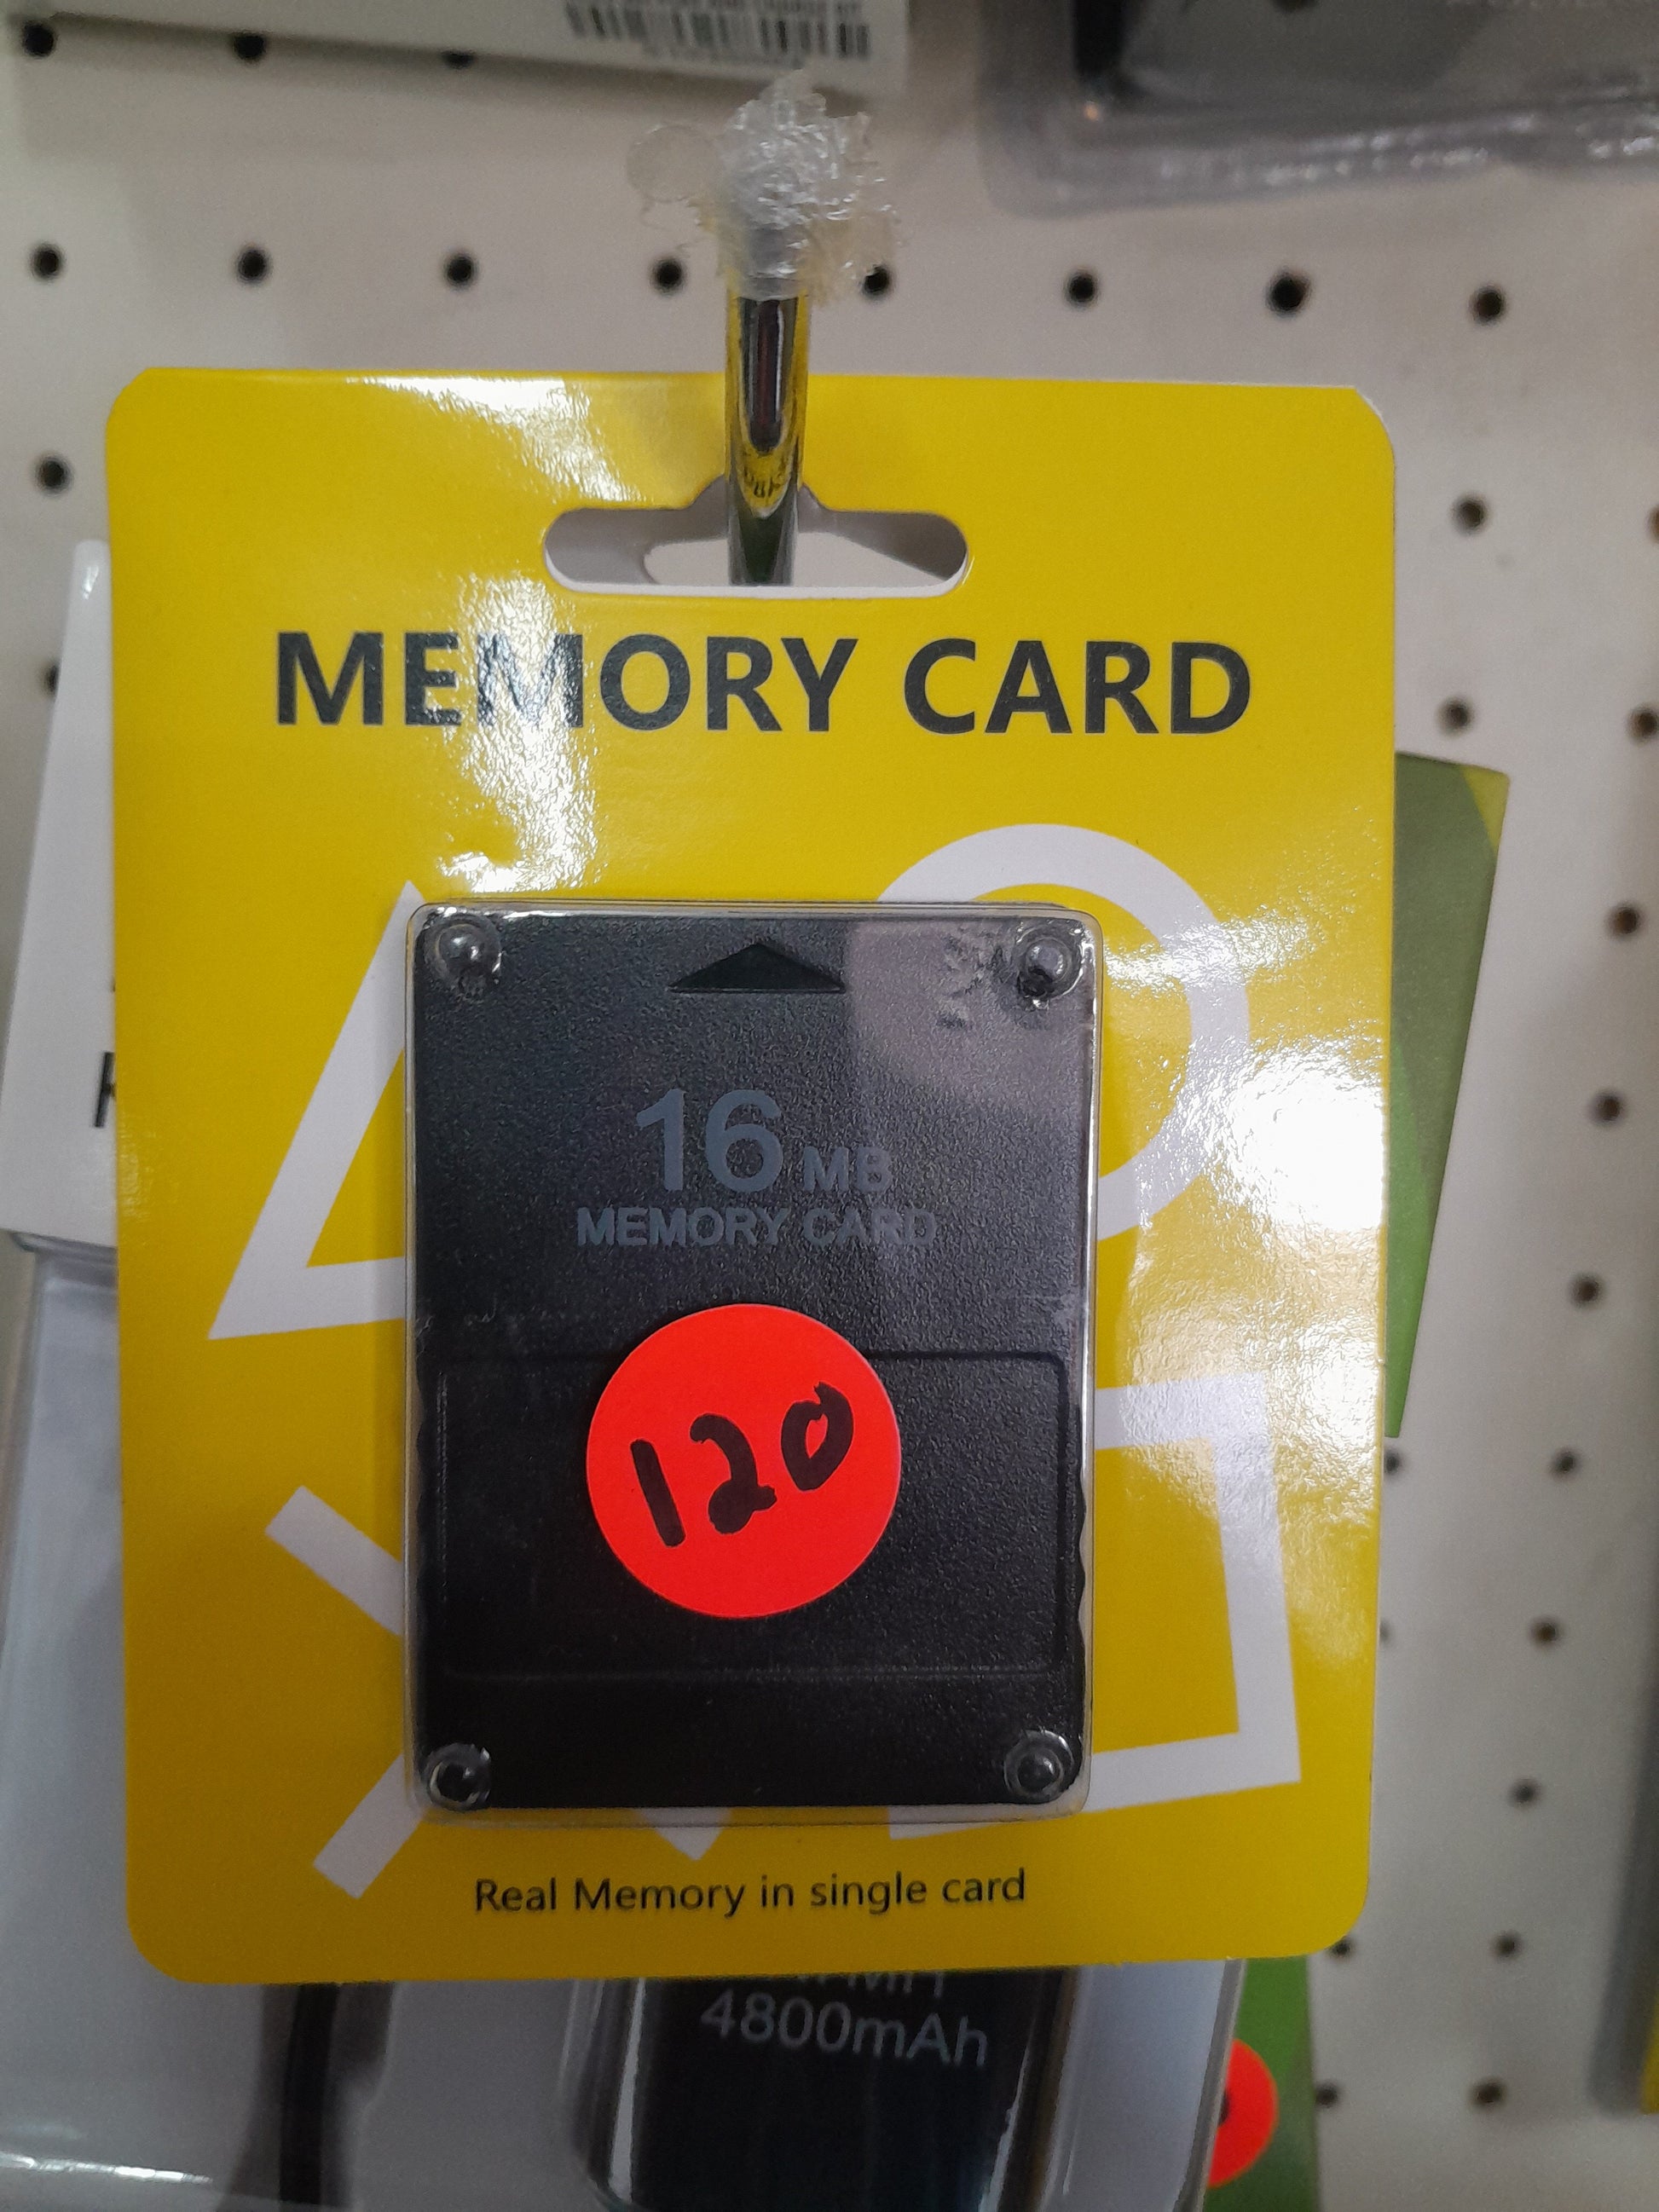 MEMORY CARD
16 MB
MEMORY CARD
120
Real Memory in single card
4800mAh